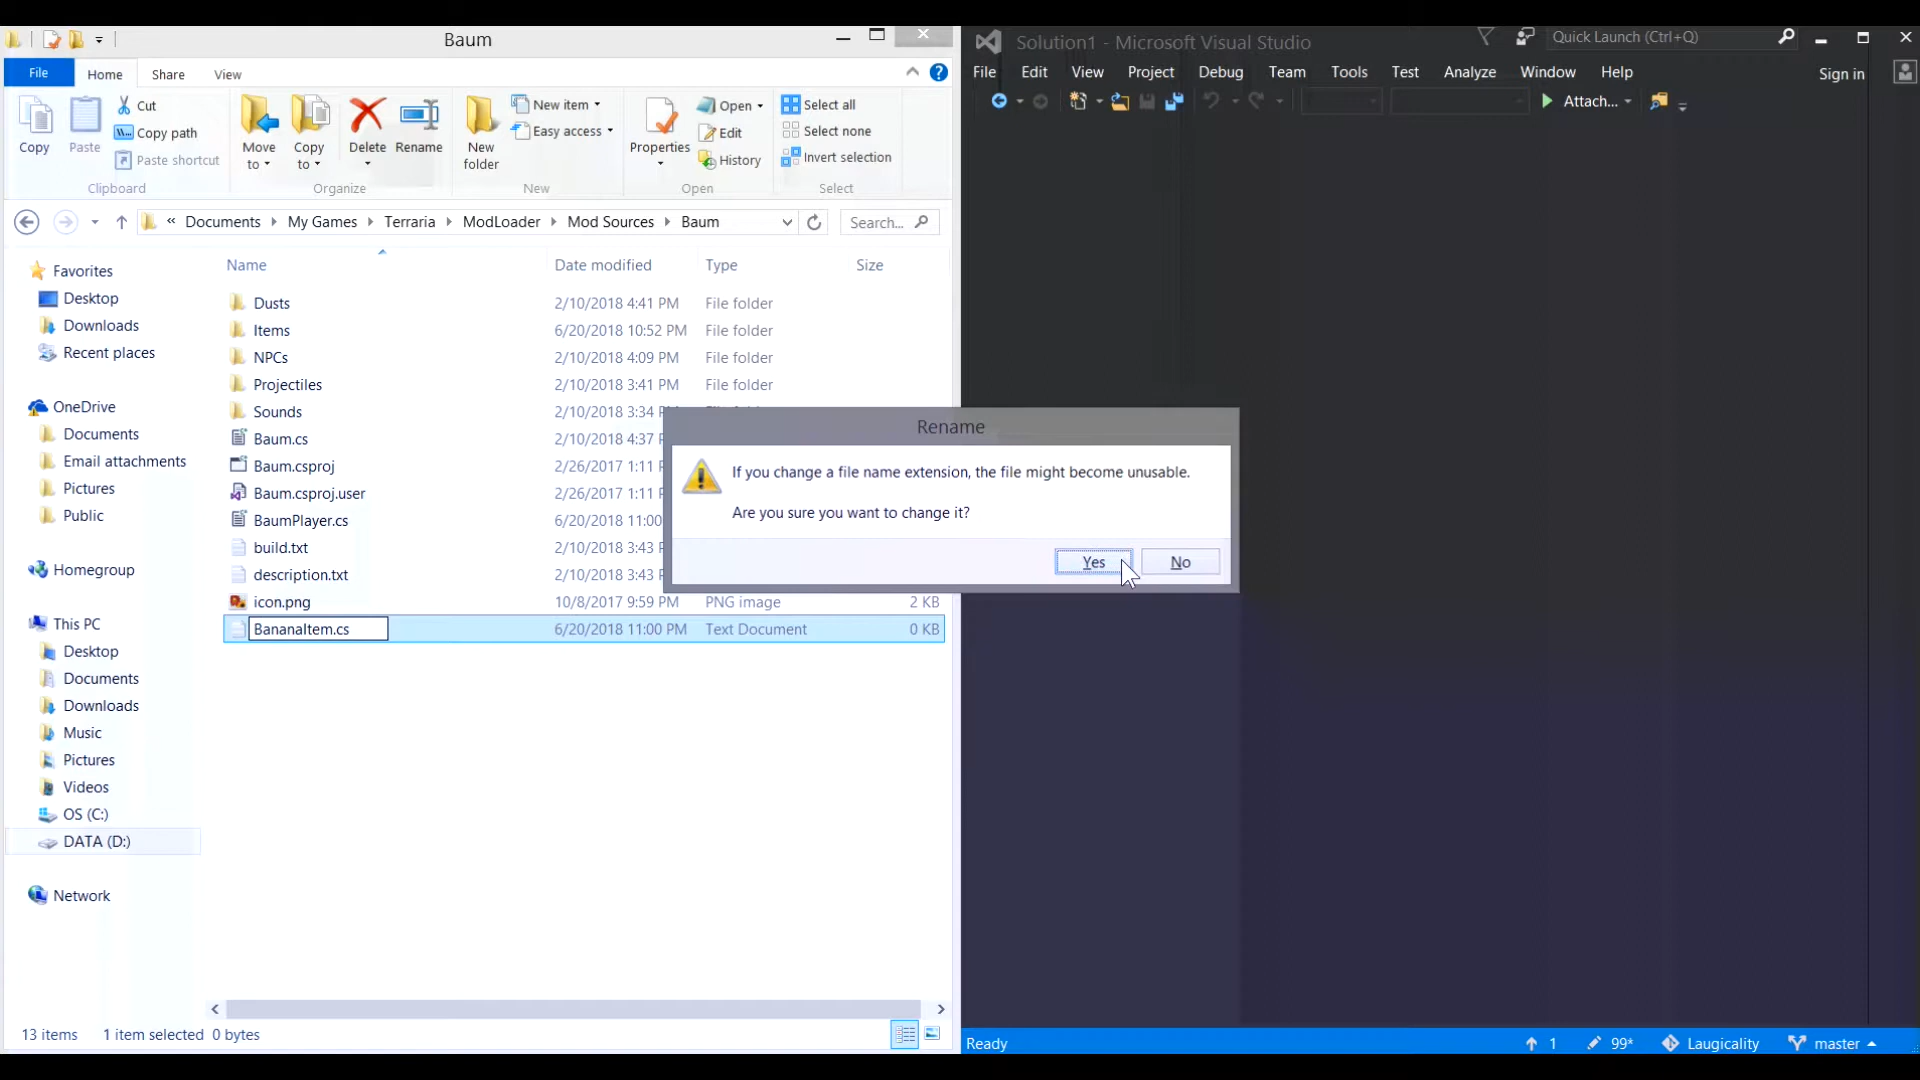 Baum
File
Home
Share
View
Copy
Paste
Cut
Copy path
Paste shortcut
Clipboard
Move to
Copy to
Delete
Rename
Organize
New folder
New item
Easy access
New
Properties
Open
Edit
History
Open
Select all
Select none
Invert selection
Select
« Documents My Games Terraria ModLoader Mod Sources Baum
Search...
Favorites
Desktop
Downloads
Recent places
OneDrive
Documents
Email attachments
Pictures
Public
Homegroup
This PC
Desktop
Documents
Downloads
Music
Pictures
Videos
OS (C:)
DATA (D:)
Network
Name Date modified Type Size
Dusts 2/10/2018 4:41 PM File folder
Items 6/20/2018 10:52 PM File folder
NPCs 2/10/2018 4:09 PM File folder
Projectiles 2/10/2018 3:41 PM File folder
Sounds 2/10/2018 3:34
Baum.cs 2/10/2018 4:37
Baum.csproj 2/26/2017 1:11
Baum.csproj.user 2/26/2017 1:11
BaumPlayer.cs 6/20/2018 11:00
build.txt 2/10/2018 3:43
description.txt 2/10/2018 3:43
icon.png 10/8/2017 9:59 PM PNG image 2 KB
BananaItem.cs 6/20/2018 11:00 PM Text Document 0 KB
13 items 1 item selected 0 bytes
Rename
If you change a file name extension, the file might become unusable.
Are you sure you want to change it?
Yes
No
Solution1 - Microsoft Visual Studio
Quick Launch (Ctrl+Q)
File Edit View Project Debug Team Tools Test Analyze Window Help
Sign in
Attach...
Ready
1
99*
Laugicality
master